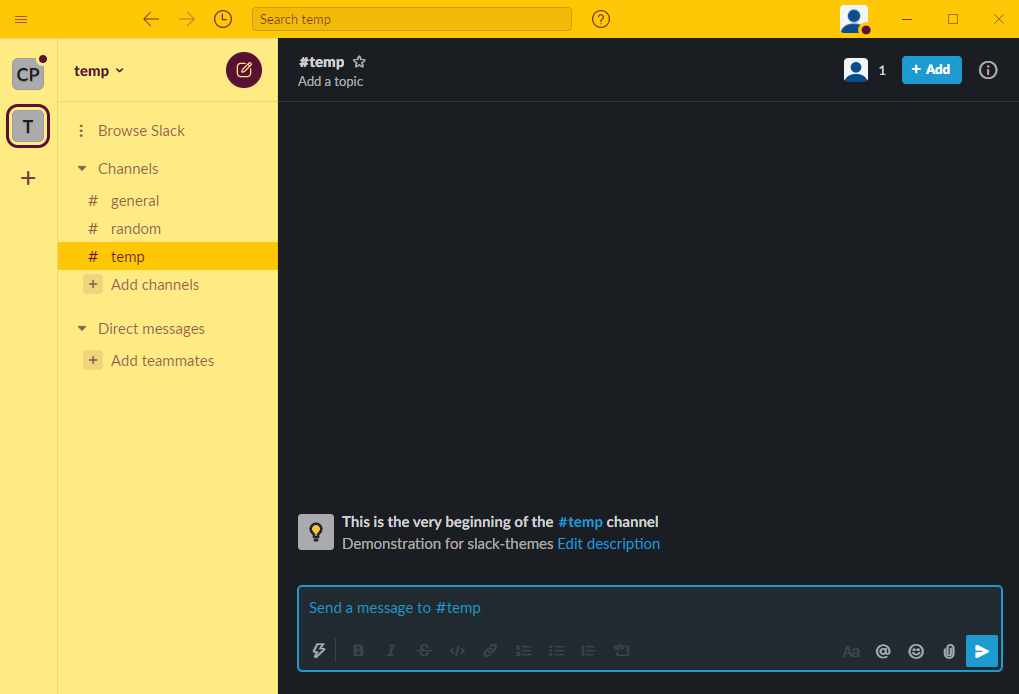 Search temp
CP
temp
#temp
Add a topic
1
+ Add
T
Browse Slack
Channels
# general
# random
# temp
+ Add channels
Direct messages
+ Add teammates
This is the very beginning of the #temp channel
Demonstration for slack-themes Edit description
Send a message to #temp
B I S </> Aa @